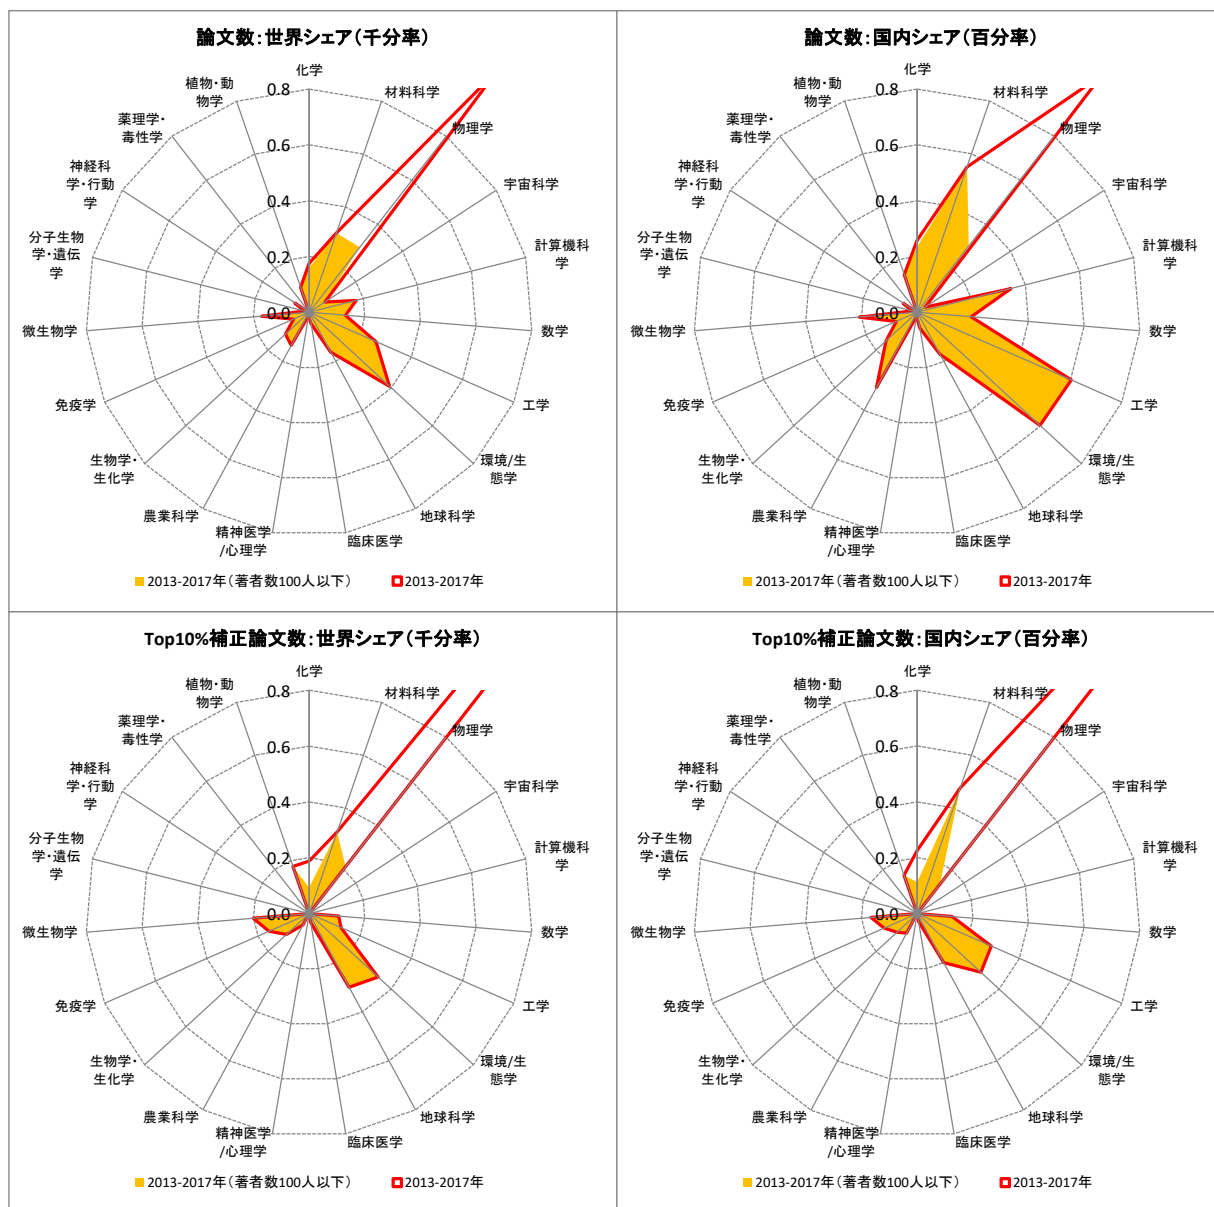 論文数：世界シェア（千分率）
化学
材料科学
物理学
宇宙科学
計算機科
学
数学
工学
環境/生
態学
地球科学
臨床医学
精神医学
/心理学
農業科学
生物学・
生化学
免疫学
微生物学
分子生物
学・遺伝
学
神経科
学・行動
学
薬理学・
毒性学
植物・動
物学
0.8
0.6
0.4
0.2
0.0
2013-2017年（著者数100人以下）
2013-2017年
論文数：国内シェア（百分率）
化学
材料科学
物理学
宇宙科学
計算機科
学
数学
工学
環境/生
態学
地球科学
臨床医学
精神医学
/心理学
農業科学
生物学・
生化学
免疫学
微生物学
分子生物
学・遺伝
学
神経科
学・行動
学
薬理学・
毒性学
植物・動
物学
0.8
0.6
0.4
0.2
0.0
2013-2017年（著者数100人以下）
2013-2017年
Top10%補正論文数：世界シェア（千分率）
化学
材料科学
物理学
宇宙科学
計算機科
学
数学
工学
環境/生
態学
地球科学
臨床医学
精神医学
/心理学
農業科学
生物学・
生化学
免疫学
微生物学
分子生物
学・遺伝
学
神経科
学・行動
学
薬理学・
毒性学
植物・動
物学
0.8
0.6
0.4
0.2
0.0
2013-2017年（著者数100人以下）
2013-2017年
Top10%補正論文数：国内シェア（百分率）
化学
材料科学
物理学
宇宙科学
計算機科
学
数学
工学
環境/生
態学
地球科学
臨床医学
精神医学
/心理学
農業科学
生物学・
生化学
免疫学
微生物学
分子生物
学・遺伝
学
神経科
学・行動
学
薬理学・
毒性学
植物・動
物学
0.8
0.6
0.4
0.2
0.0
2013-2017年（著者数100人以下）
2013-2017年